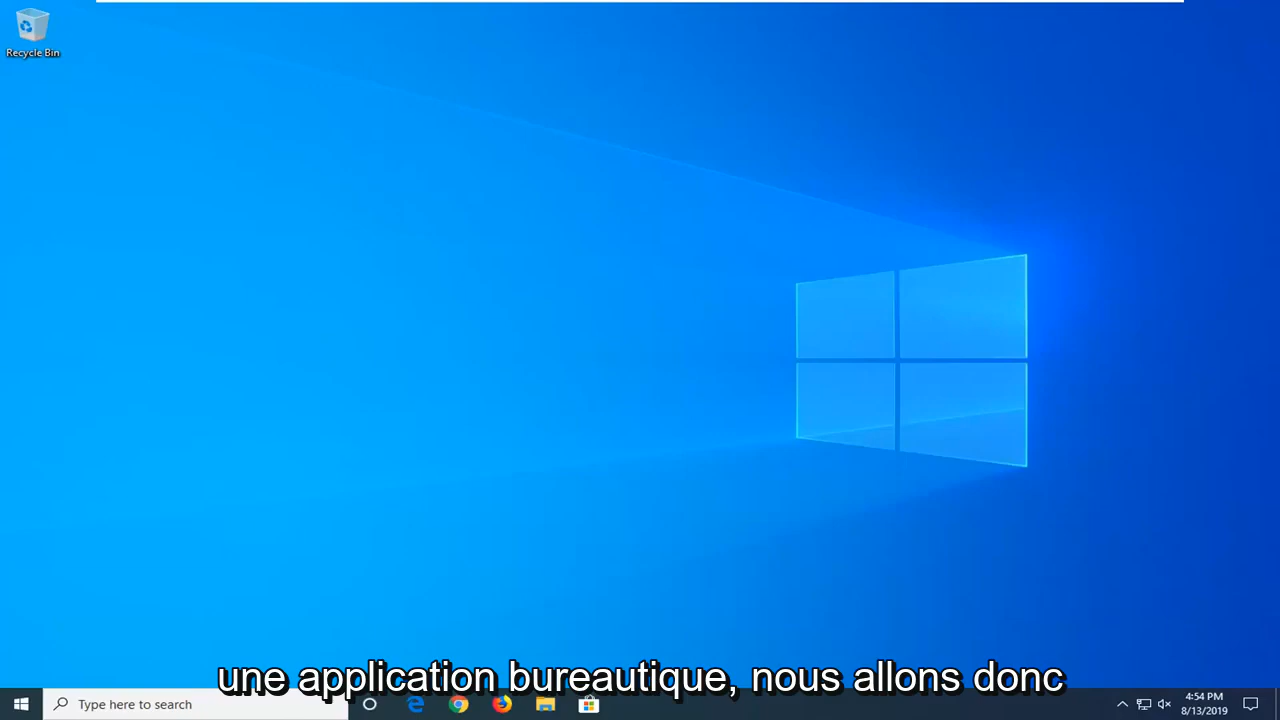 Recycle Bin
une application bureautique, nous allons donc
Type here to search
4:54 PM
8/13/2019